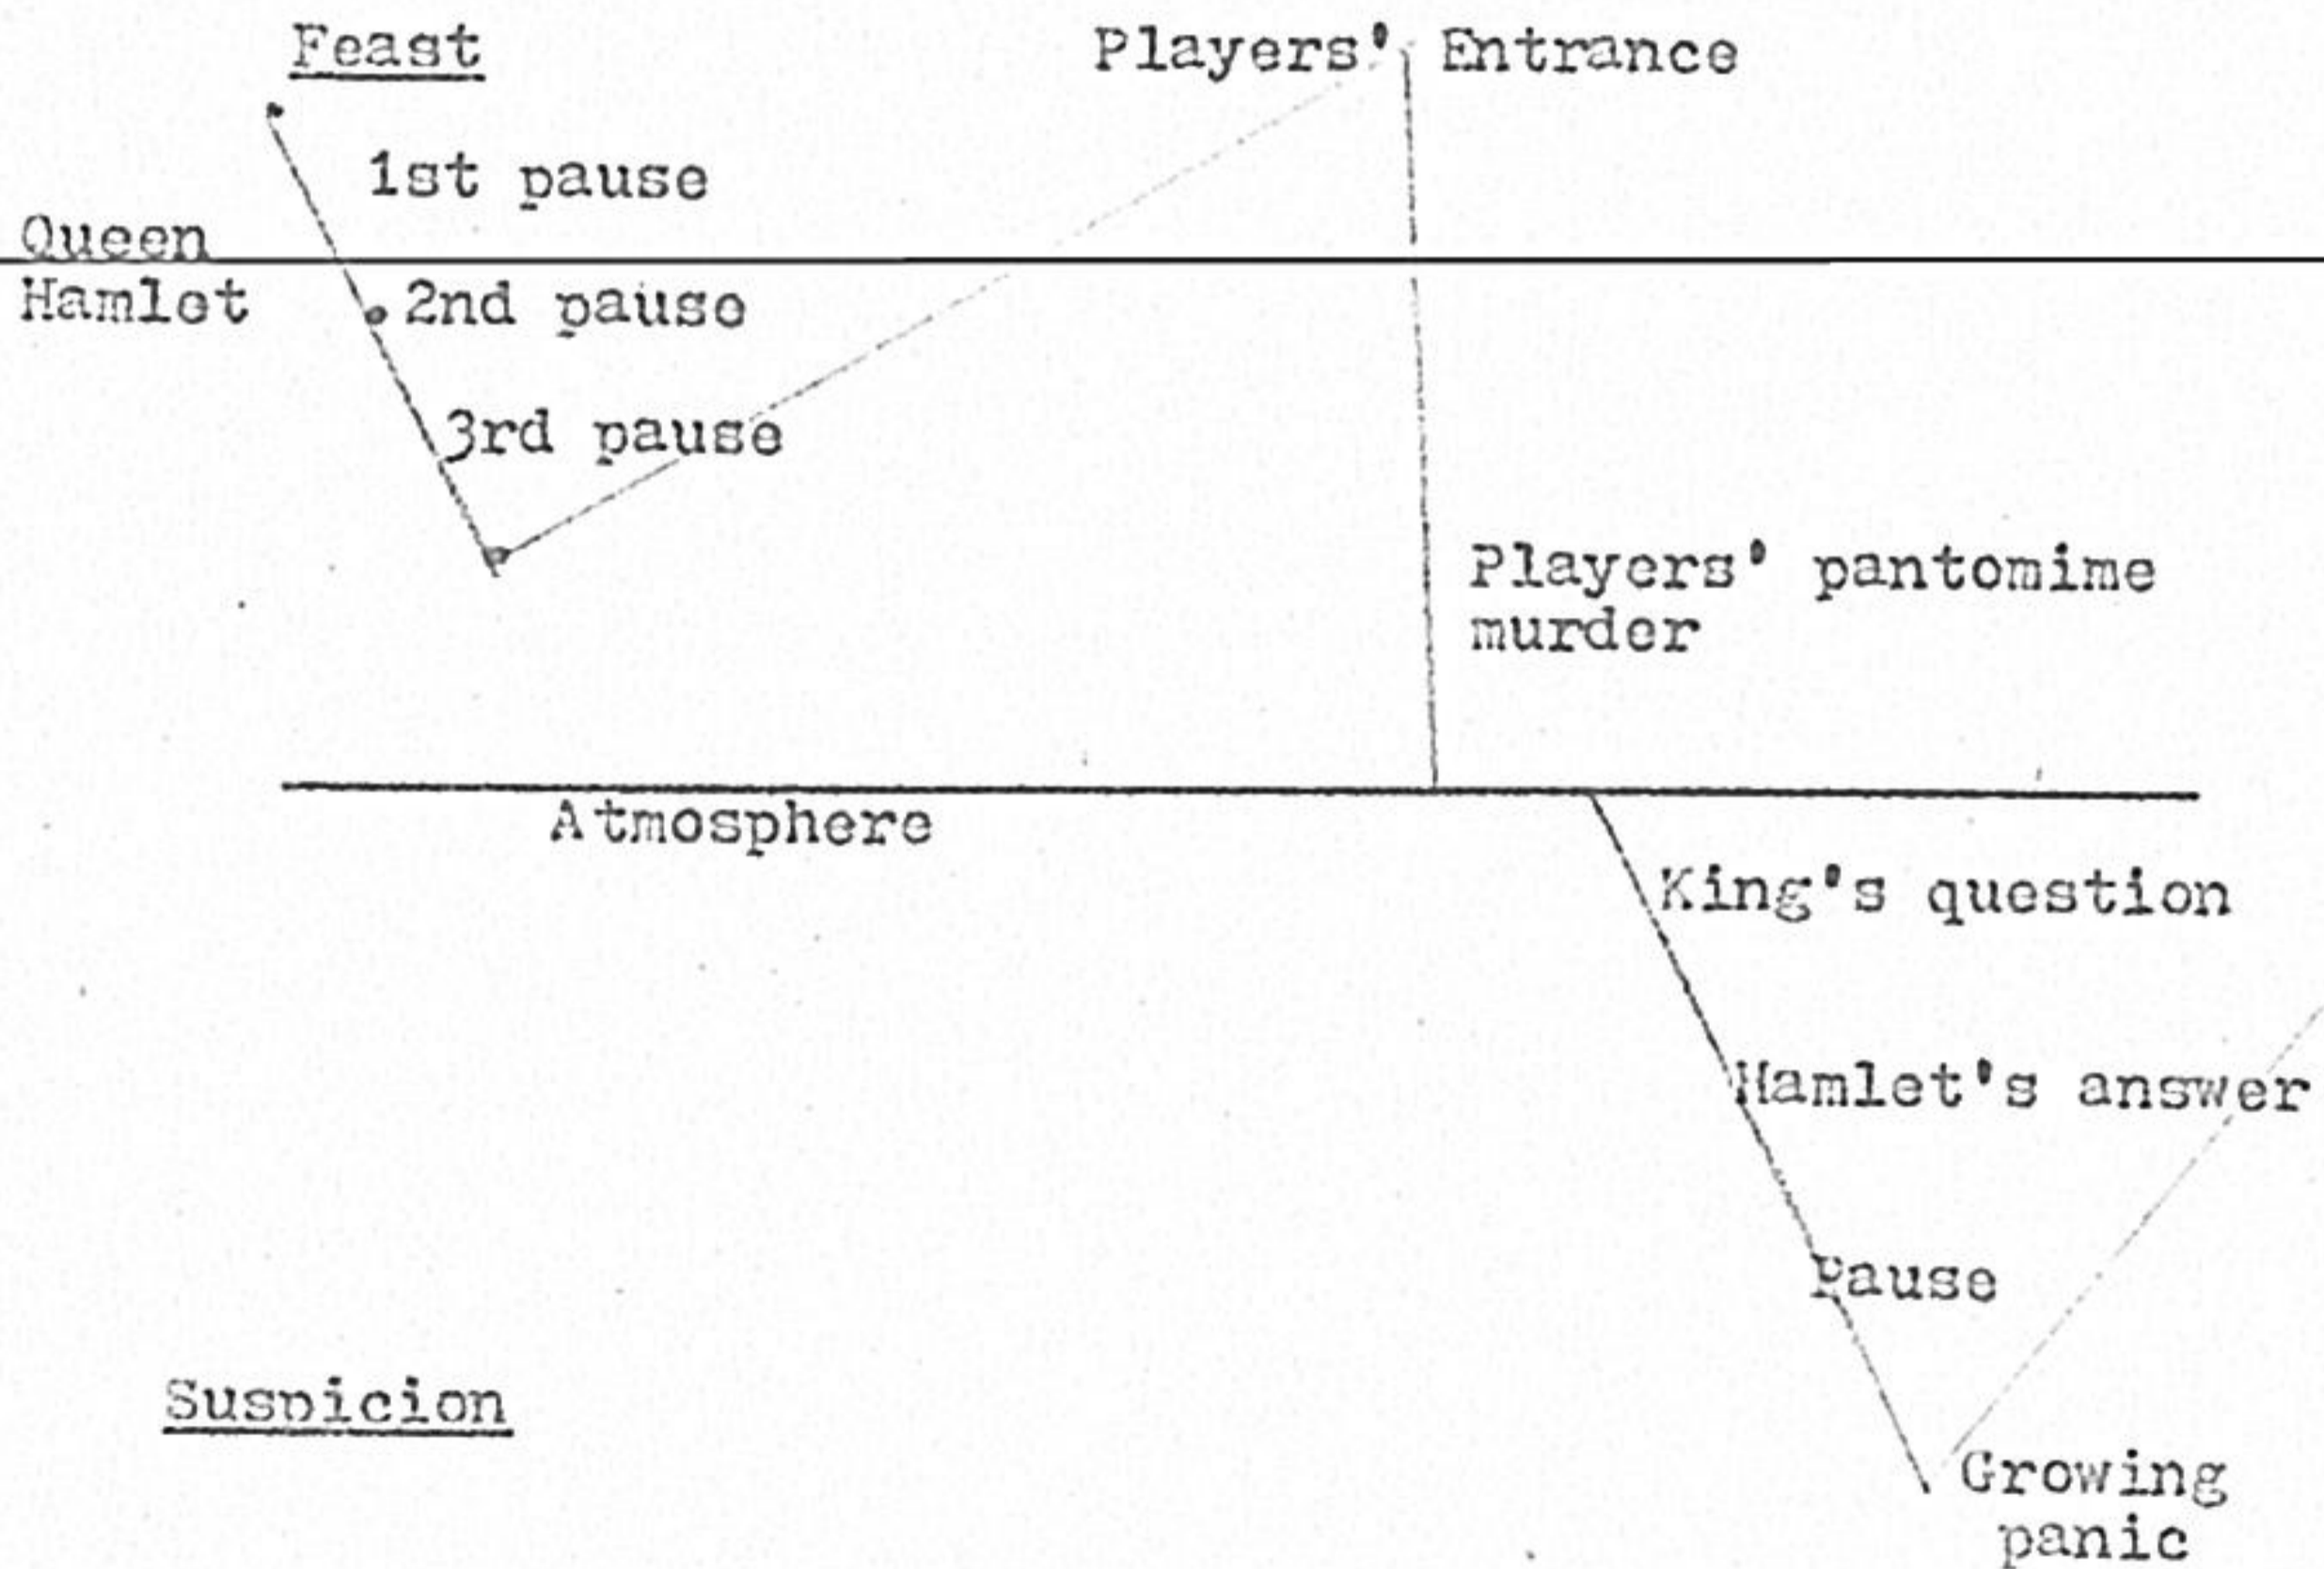 Feast
Players' Entrance
1st pause
Queen
Hamlet
2nd pause
3rd pause
Players' pantomime
murder
Atmosphere
King's question
Hamlet's answer
Pause
Suspicion
Growing
panic